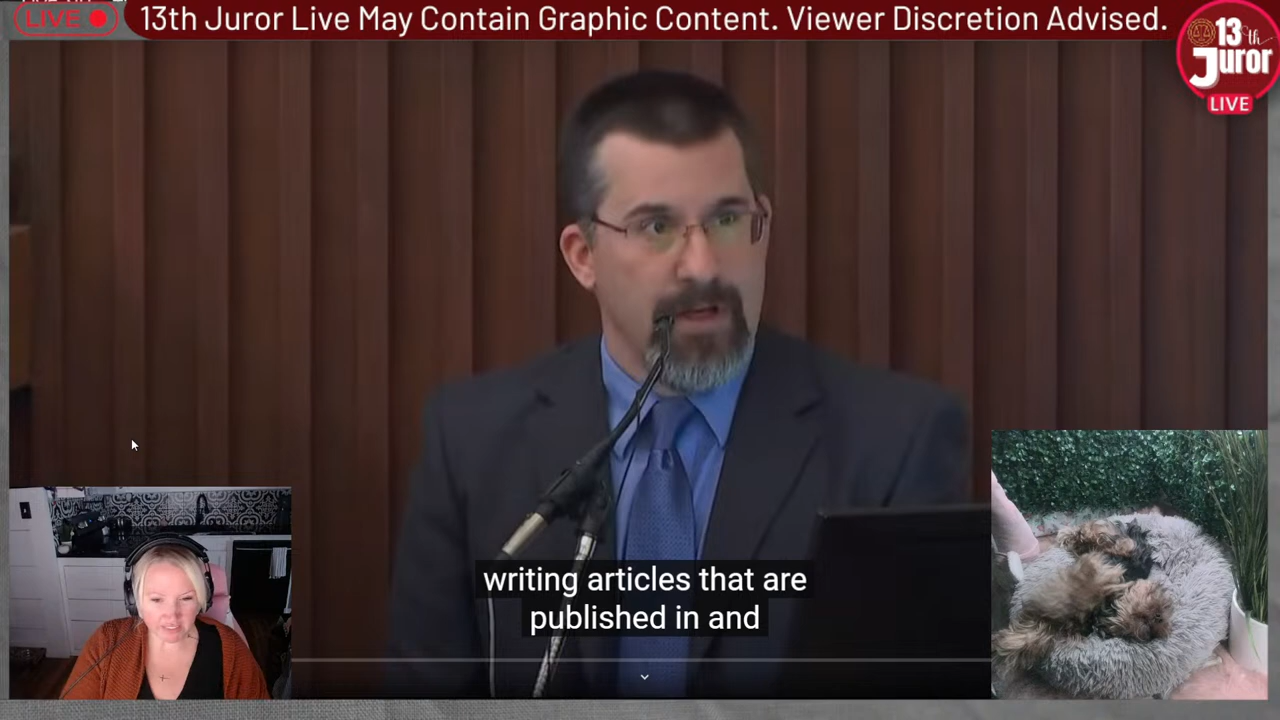 LIVE
13th Juror Live May Contain Graphic Content. Viewer Discretion Advised.
13th
Juror
LIVE
writing articles that are
published in and